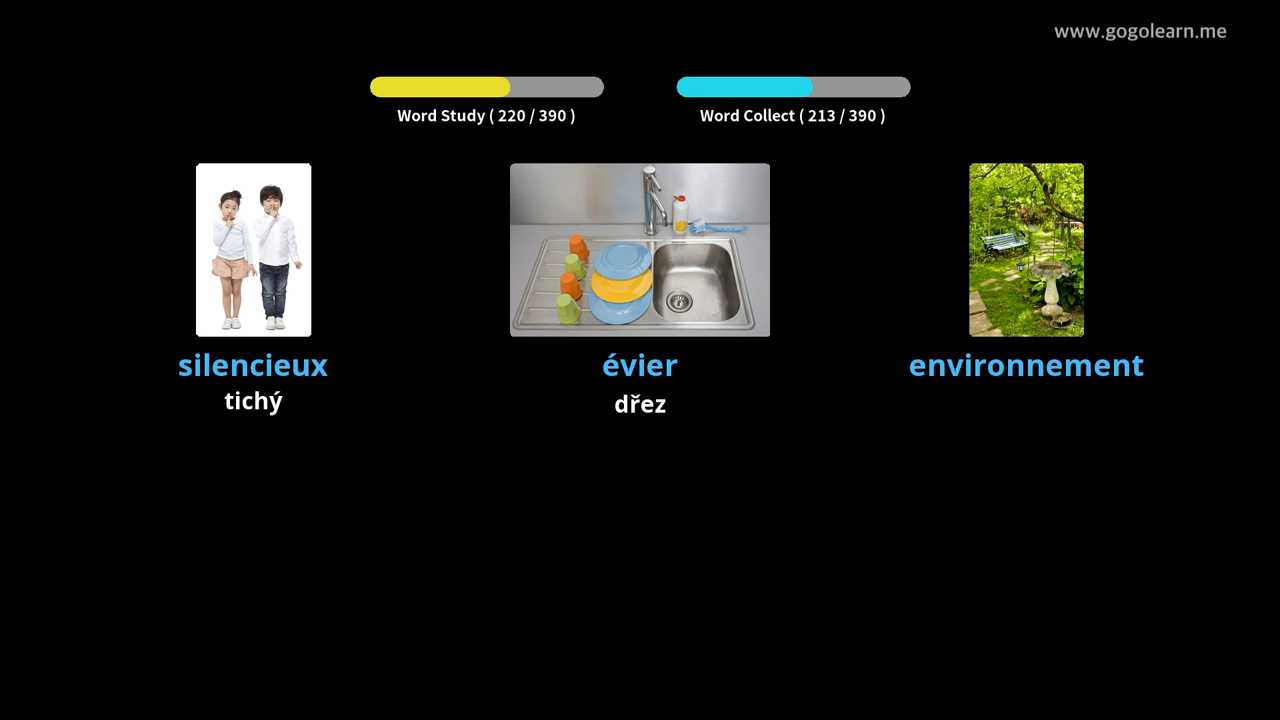 www.gogolearn.me
Word Study ( 220 / 390 )
Word Collect ( 213 / 390 )
silencieux
tichý
évier
dřez
environnement